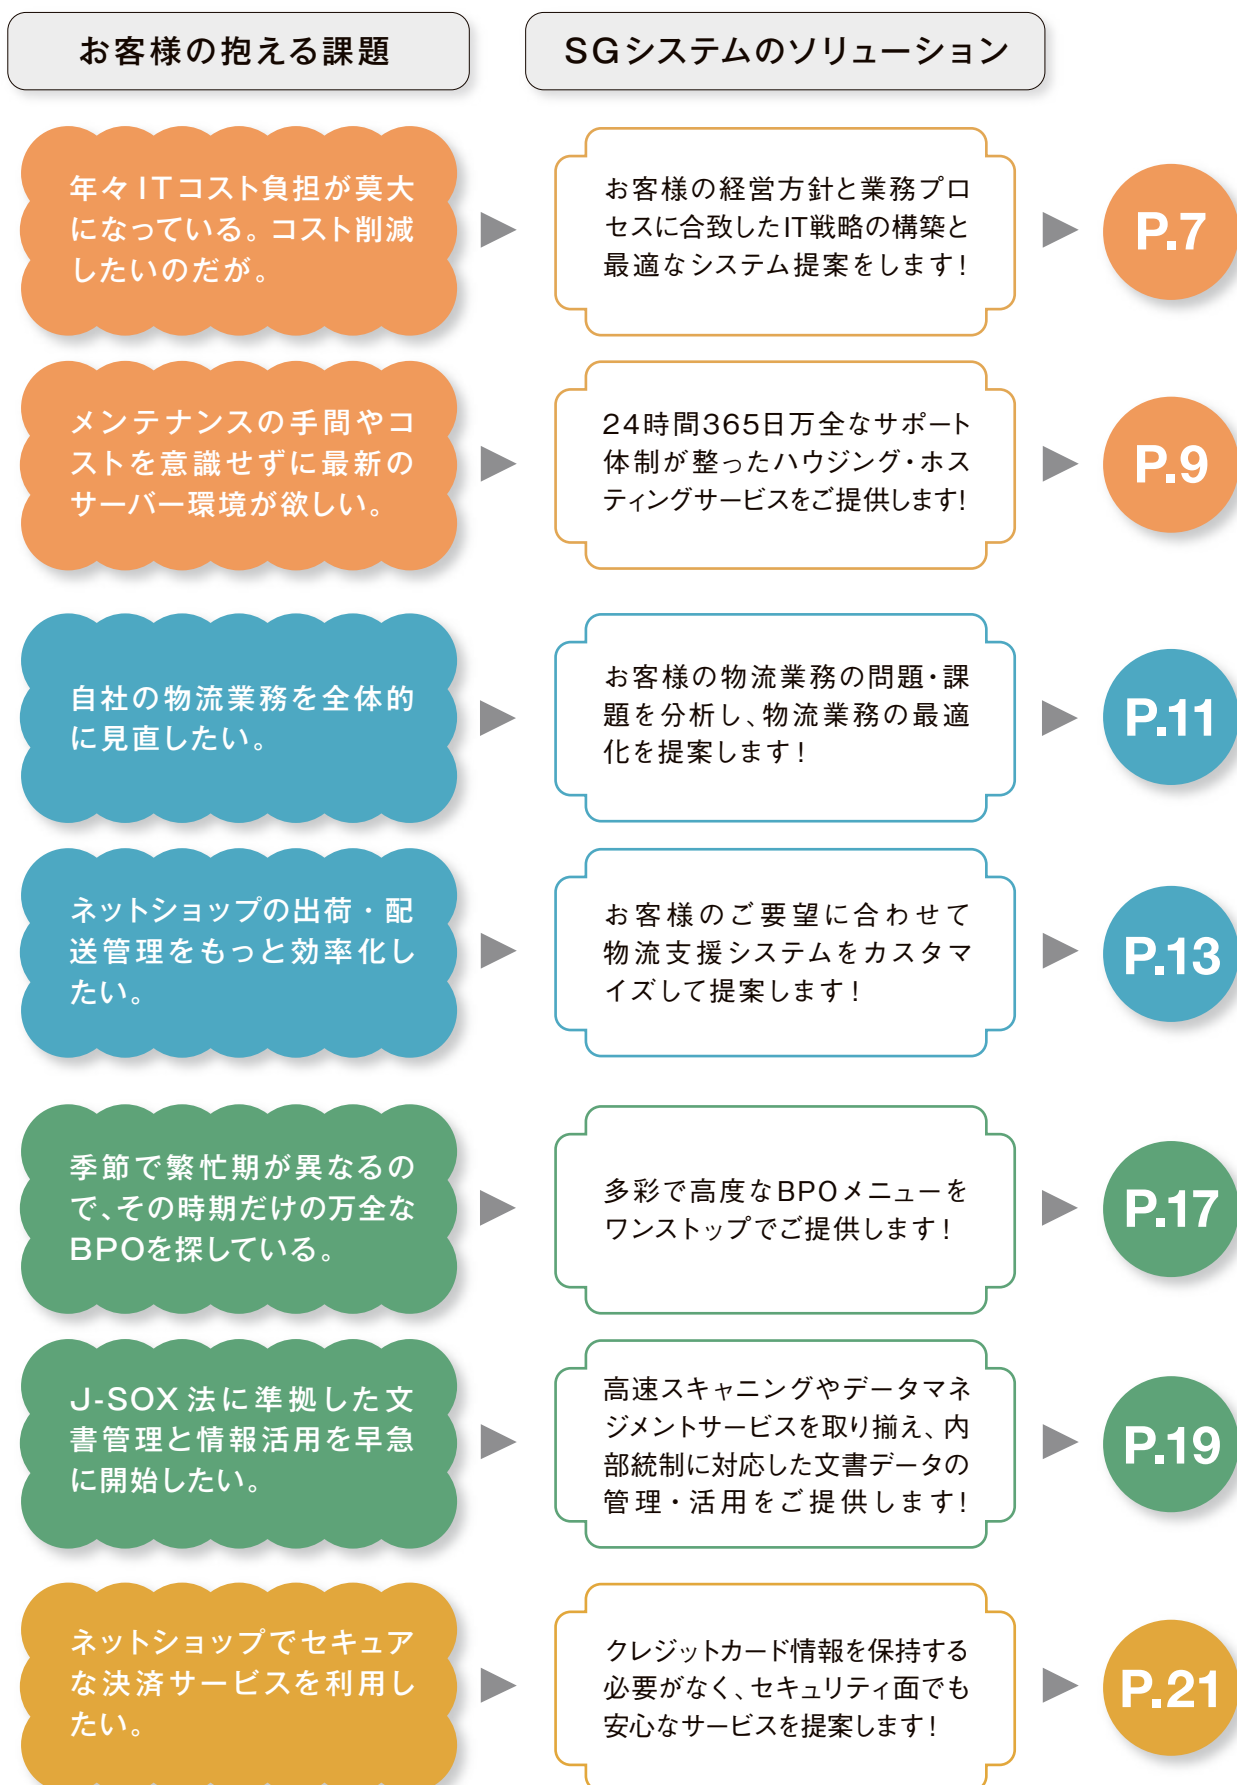 お客様の抱える課題
SGシステムのソリューション
年々ITコスト負担が莫大
になっている。コスト削減
したいのだが。
お客様の経営方針と業務プロ
セスに合致したIT戦略の構築と
最適なシステム提案をします!
P.7
メンテナンスの手間やコ
ストを意識せずに最新の
サーバー環境が欲しい。
24時間365日万全なサポート
体制が整ったハウジング・ホス
ティングサービスをご提供します!
P.9
自社の物流業務を全体的
に見直したい。
お客様の物流業務の問題・課
題を分析し、物流業務の最適
化を提案します!
P.11
ネットショップの出荷・配
送管理をもっと効率化し
たい。
お客様のご要望に合わせて
物流支援システムをカスタマ
イズして提案します!
P.13
季節で繁忙期が異なるの
で、その時期だけの万全な
BPOを探している。
多彩で高度なBPOメニューを
ワンストップでご提供します!
P.17
J-SOX法に準拠した文
書管理と情報活用を早急
に開始したい。
高速スキャニングやデータマネ
ジメントサービスを取り揃え、内
部統制に対応した文書データの
管理・活用をご提供します!
P.19
ネットショップでセキュア
な決済サービスを利用し
たい。
クレジットカード情報を保持する
必要がなく、セキュリティ面でも
安心なサービスを提案します!
P.21